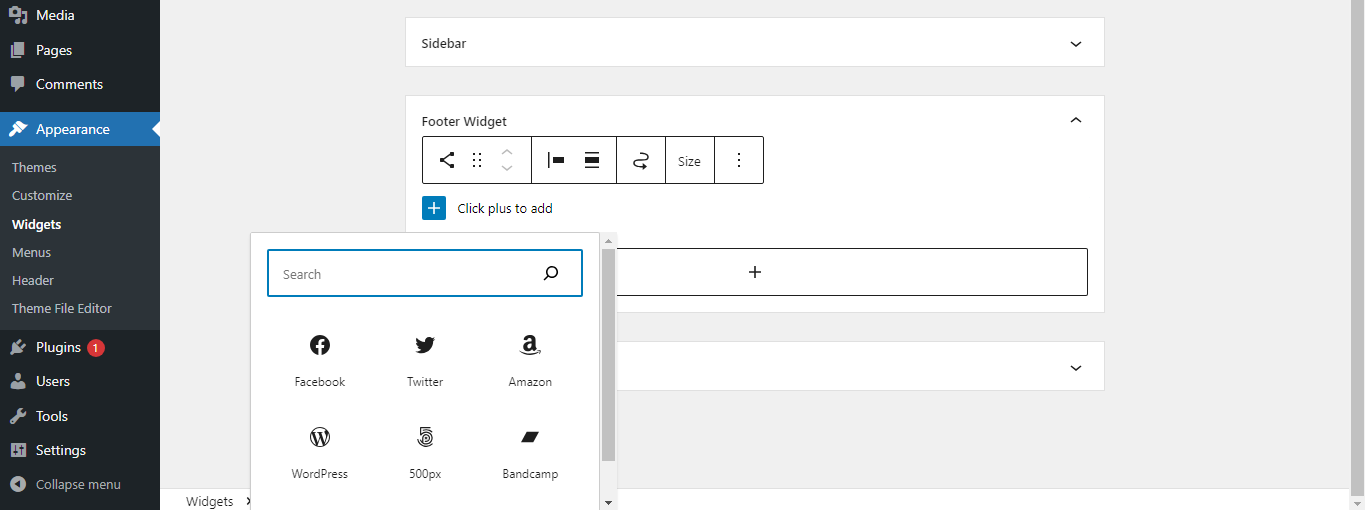 Media
Pages
Comments
Appearance
Themes
Customize
Widgets
Menus
Header
Theme File Editor
Plugins 1
Users
Tools
Settings
Collapse menu
Sidebar
Footer Widget
Size
Click plus to add
Search
Facebook Twitter Amazon
WordPress 500px Bandcamp
Widgets